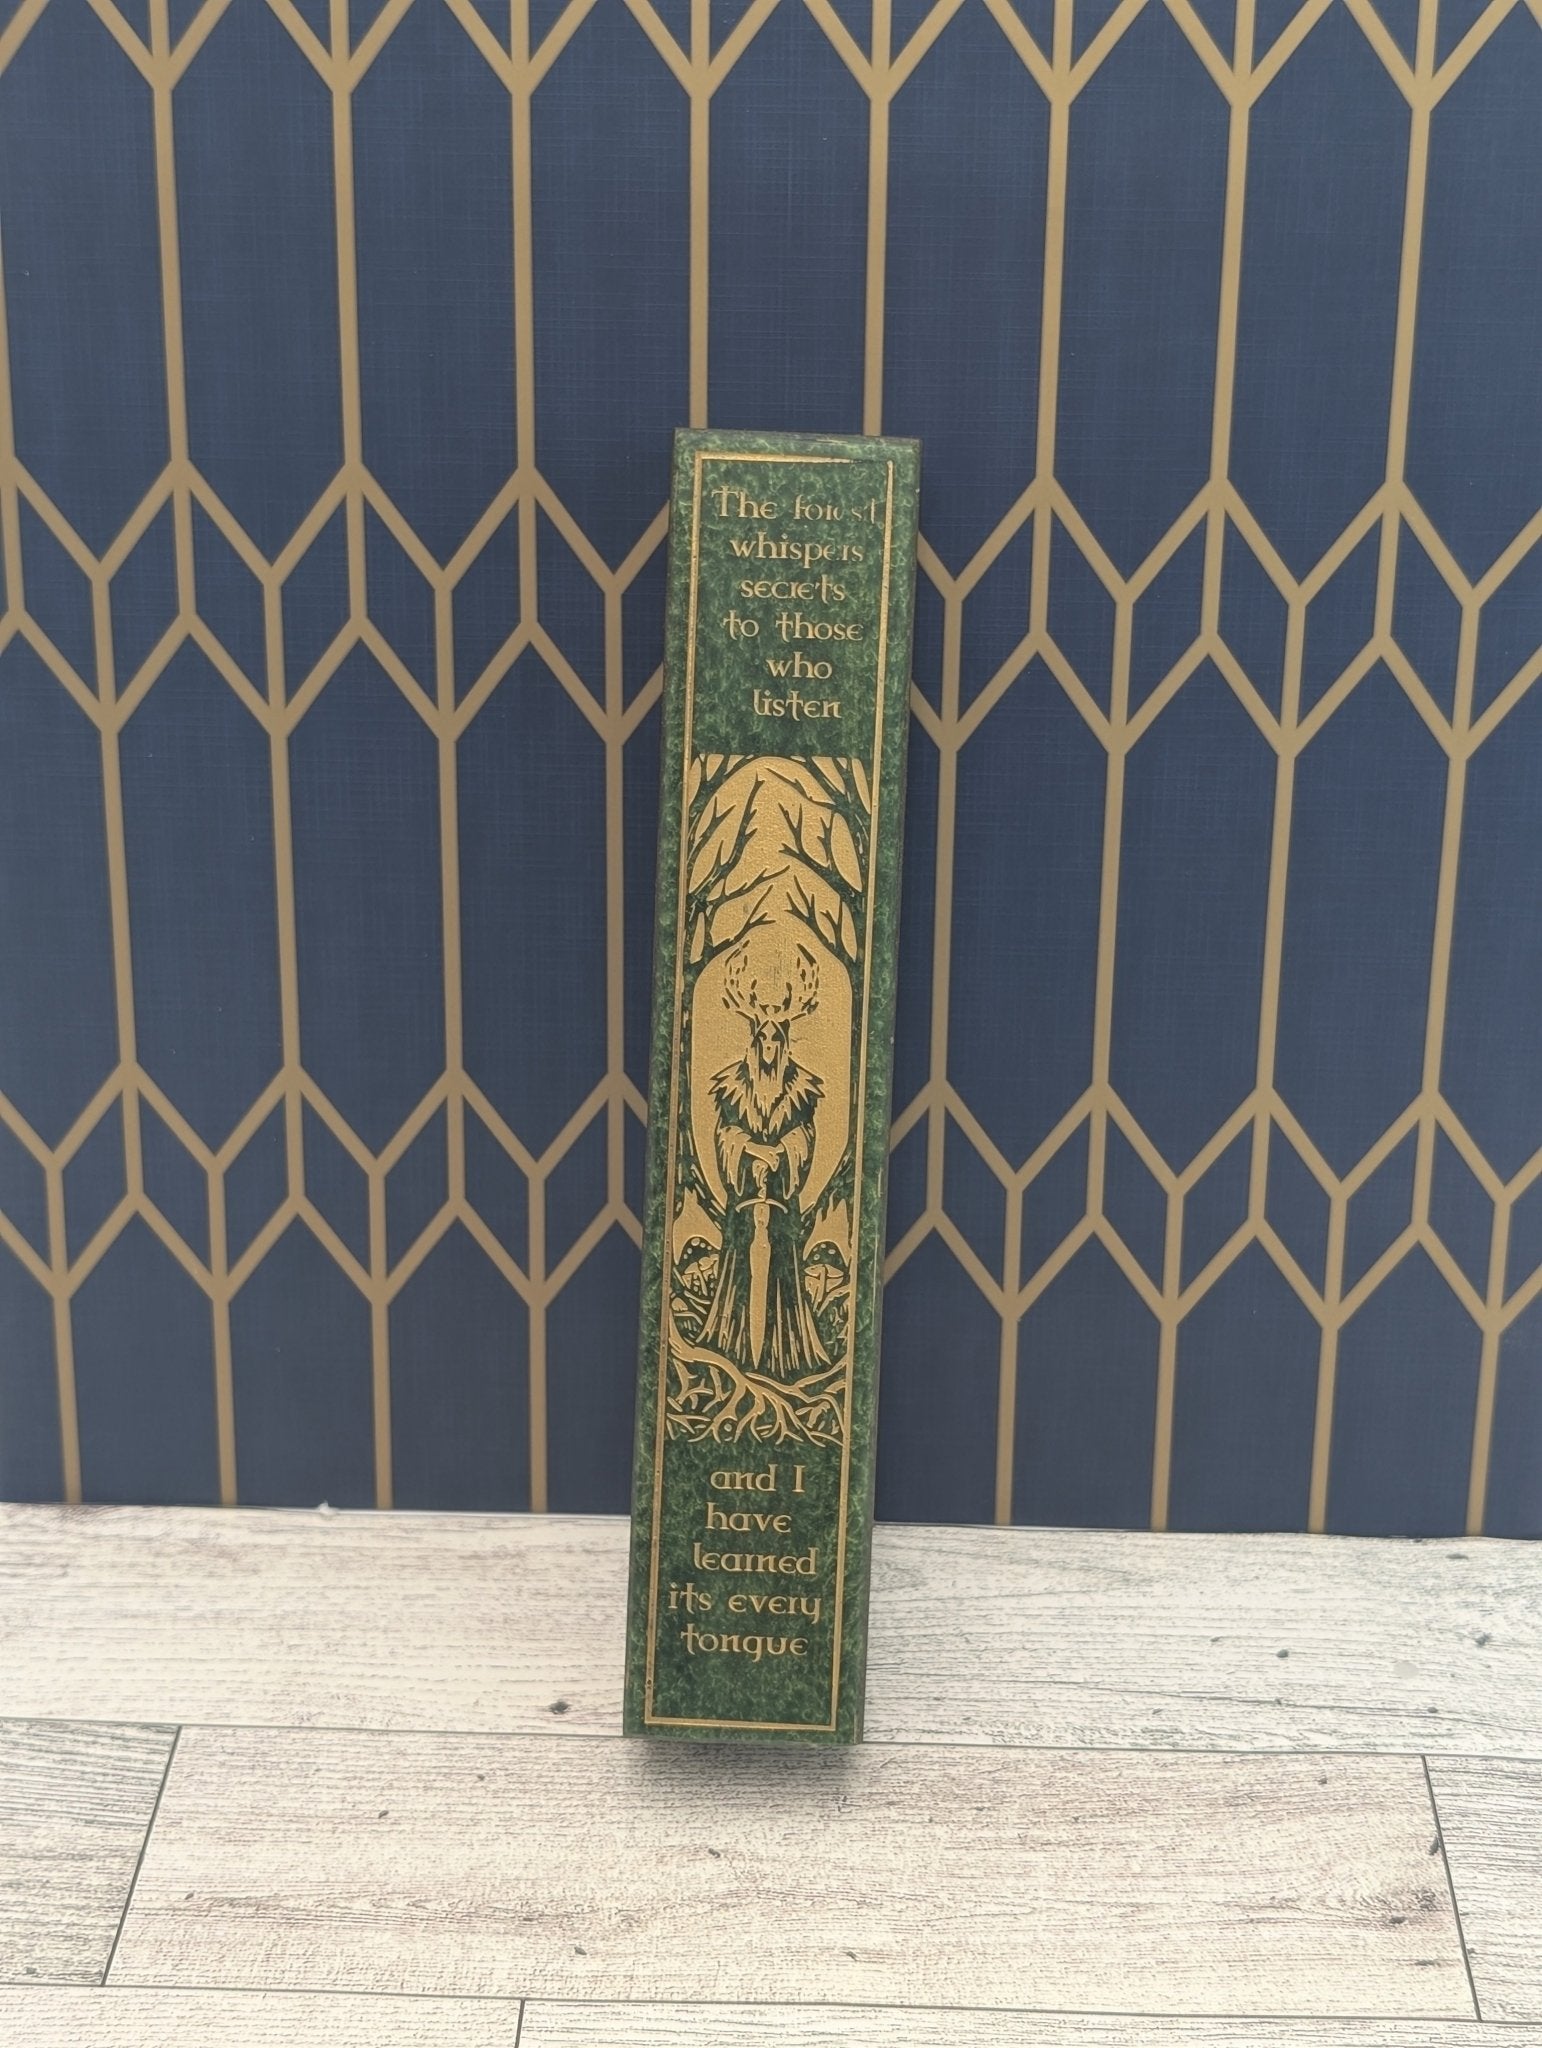 The forest
whispers
secrets
to those
who
listen
and I
have
learned
its every
tongue